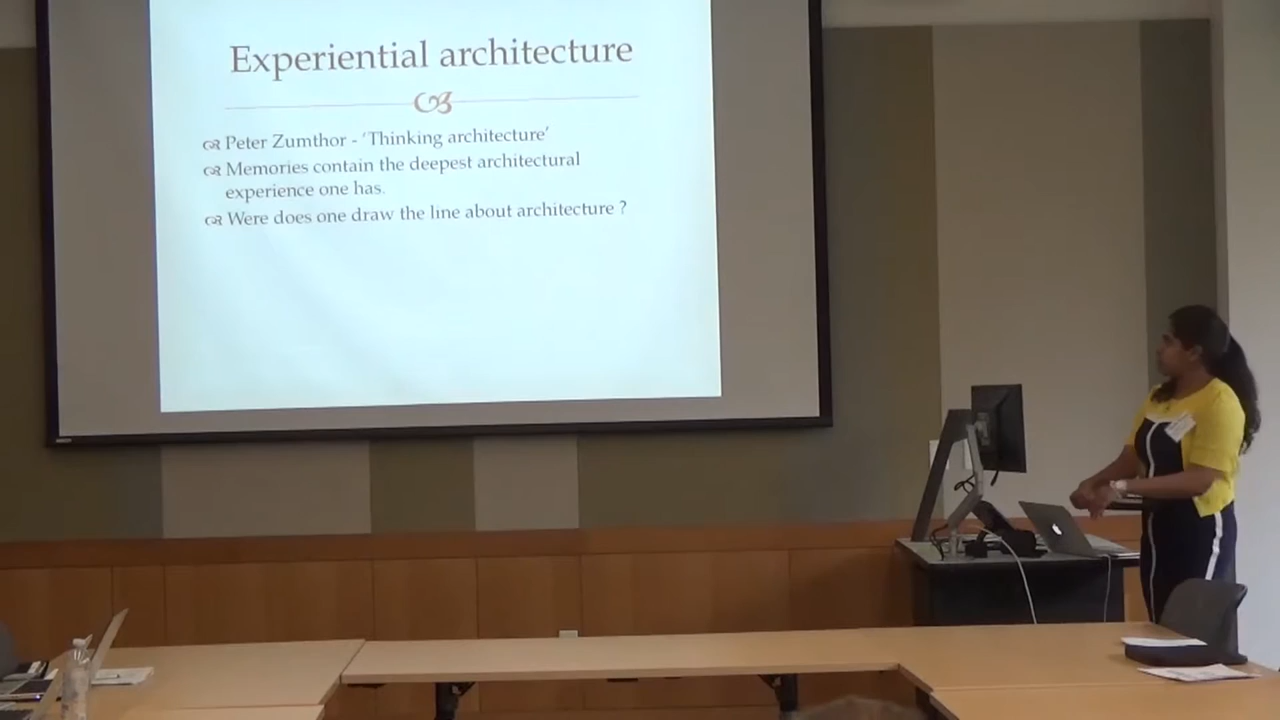 Experiential architecture
Peter Zumthor - 'Thinking architecture'
Memories contain the deepest architectural
experience one has.
Were does one draw the line about architecture ?